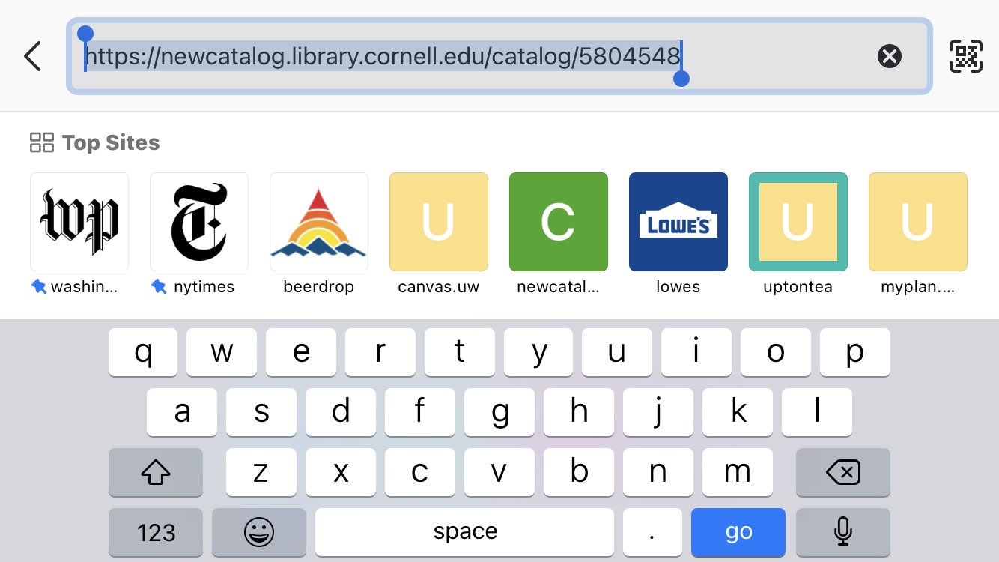 https://newcatalog.library.cornell.edu/catalog/5804548
Top Sites
wp T U C LOWE'S U U
washin... nytimes beerdrop canvas.uw newcatal... lowes uptontea myplan....
q w e r t y u i o p
a s d f g h j k l
z x c v b n m
123 space . go